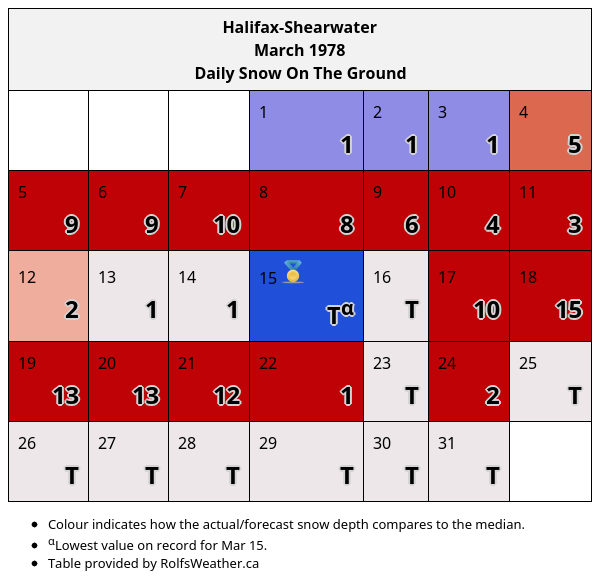 Halifax-Shearwater
March 1978
Daily Snow On The Ground
1 2 3 4
1 1 1 5
5 6 7 8 9 10 11
9 9 10 8 6 4 3
12 13 14 15 16 17 18
2 1 1 Tα T 10 15
19 20 21 22 23 24 25
13 13 12 1 T 2 T
26 27 28 29 30 31
T T T T T T
• Colour indicates how the actual/forecast snow depth compares to the median.
• αLowest value on record for Mar 15.
• Table provided by RolfsWeather.ca